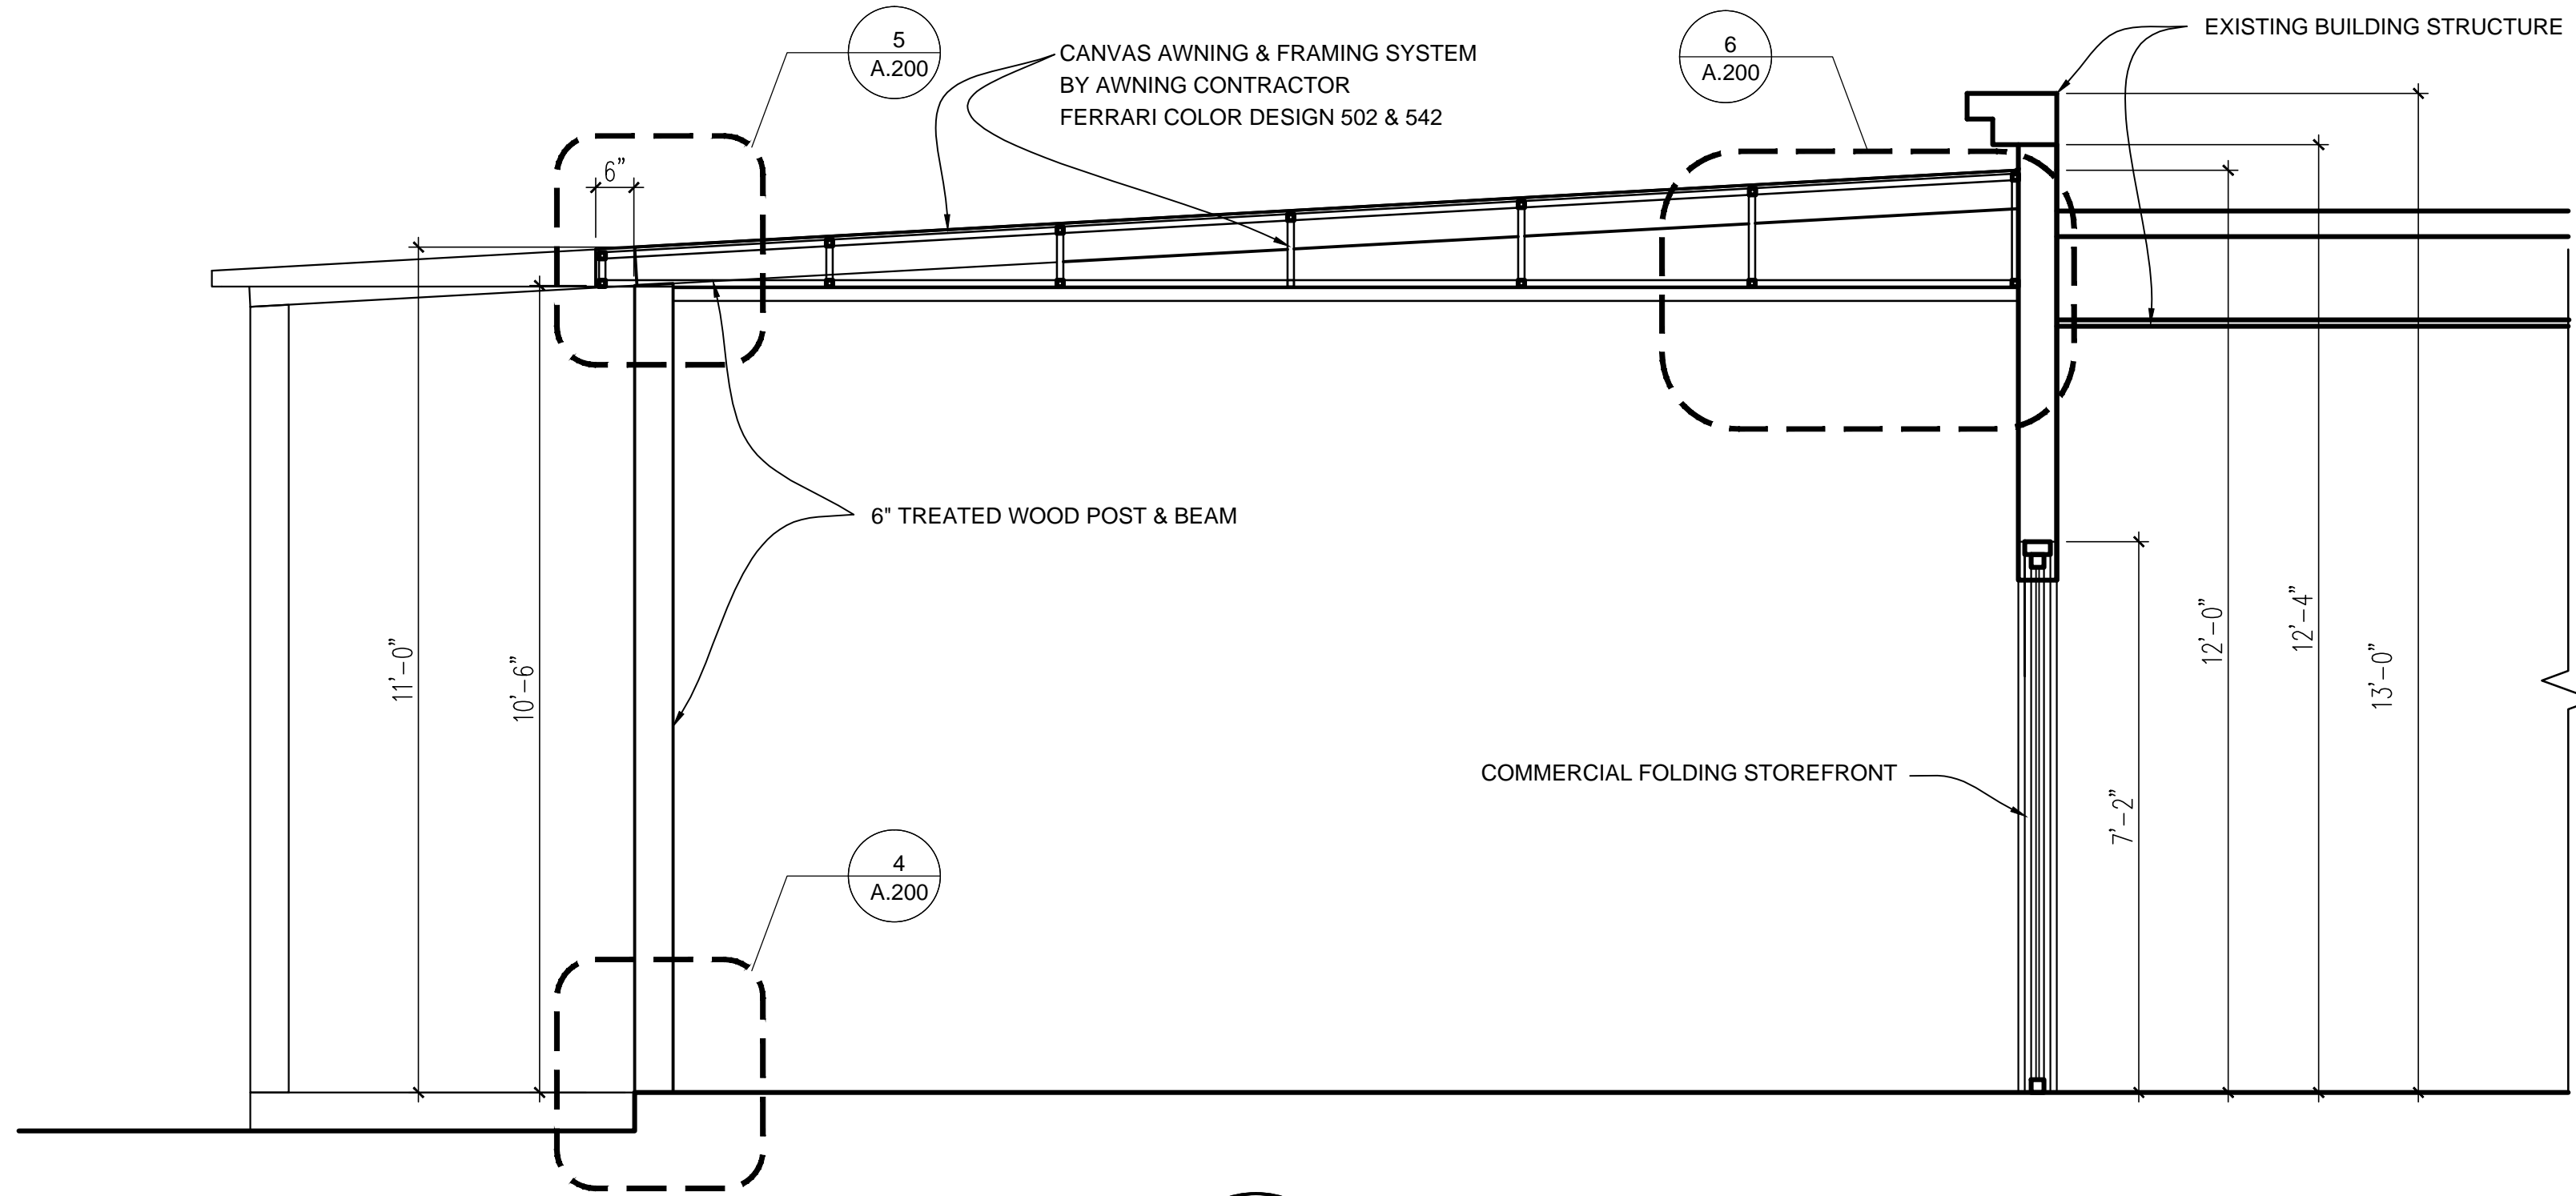 5
A.200
CANVAS AWNING & FRAMING SYSTEM
BY AWNING CONTRACTOR
FERRARI COLOR DESIGN 502 & 542
6
A.200
EXISTING BUILDING STRUCTURE
6"
6" TREATED WOOD POST & BEAM
11'-0"
10'-6"
12'-0"
12'-4"
13'-0"
COMMERCIAL FOLDING STOREFRONT
7'-2"
4
A.200